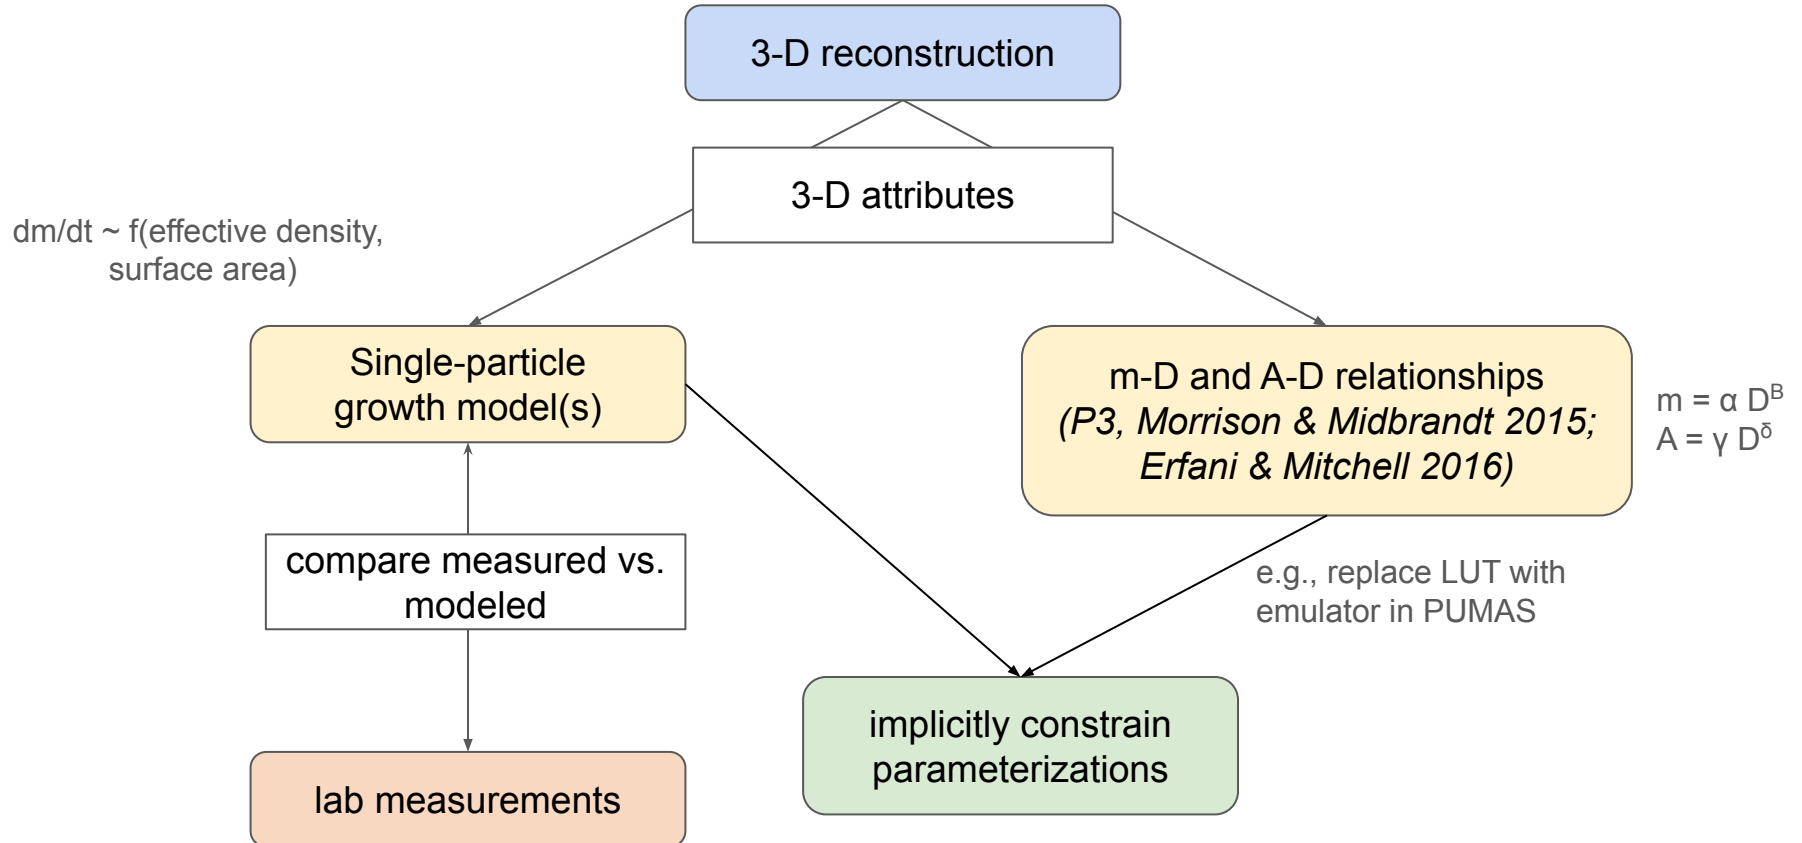 3-D reconstruction
3-D attributes
dm/dt ~ f(effective density,
surface area)
Single-particle
growth model(s)
m-D and A-D relationships
(P3, Morrison & Midbrandt 2015;
Erfani & Mitchell 2016)
m = α D^B
A = γ D^δ
compare measured vs.
modeled
e.g., replace LUT with
emulator in PUMAS
implicitly constrain
parameterizations
lab measurements